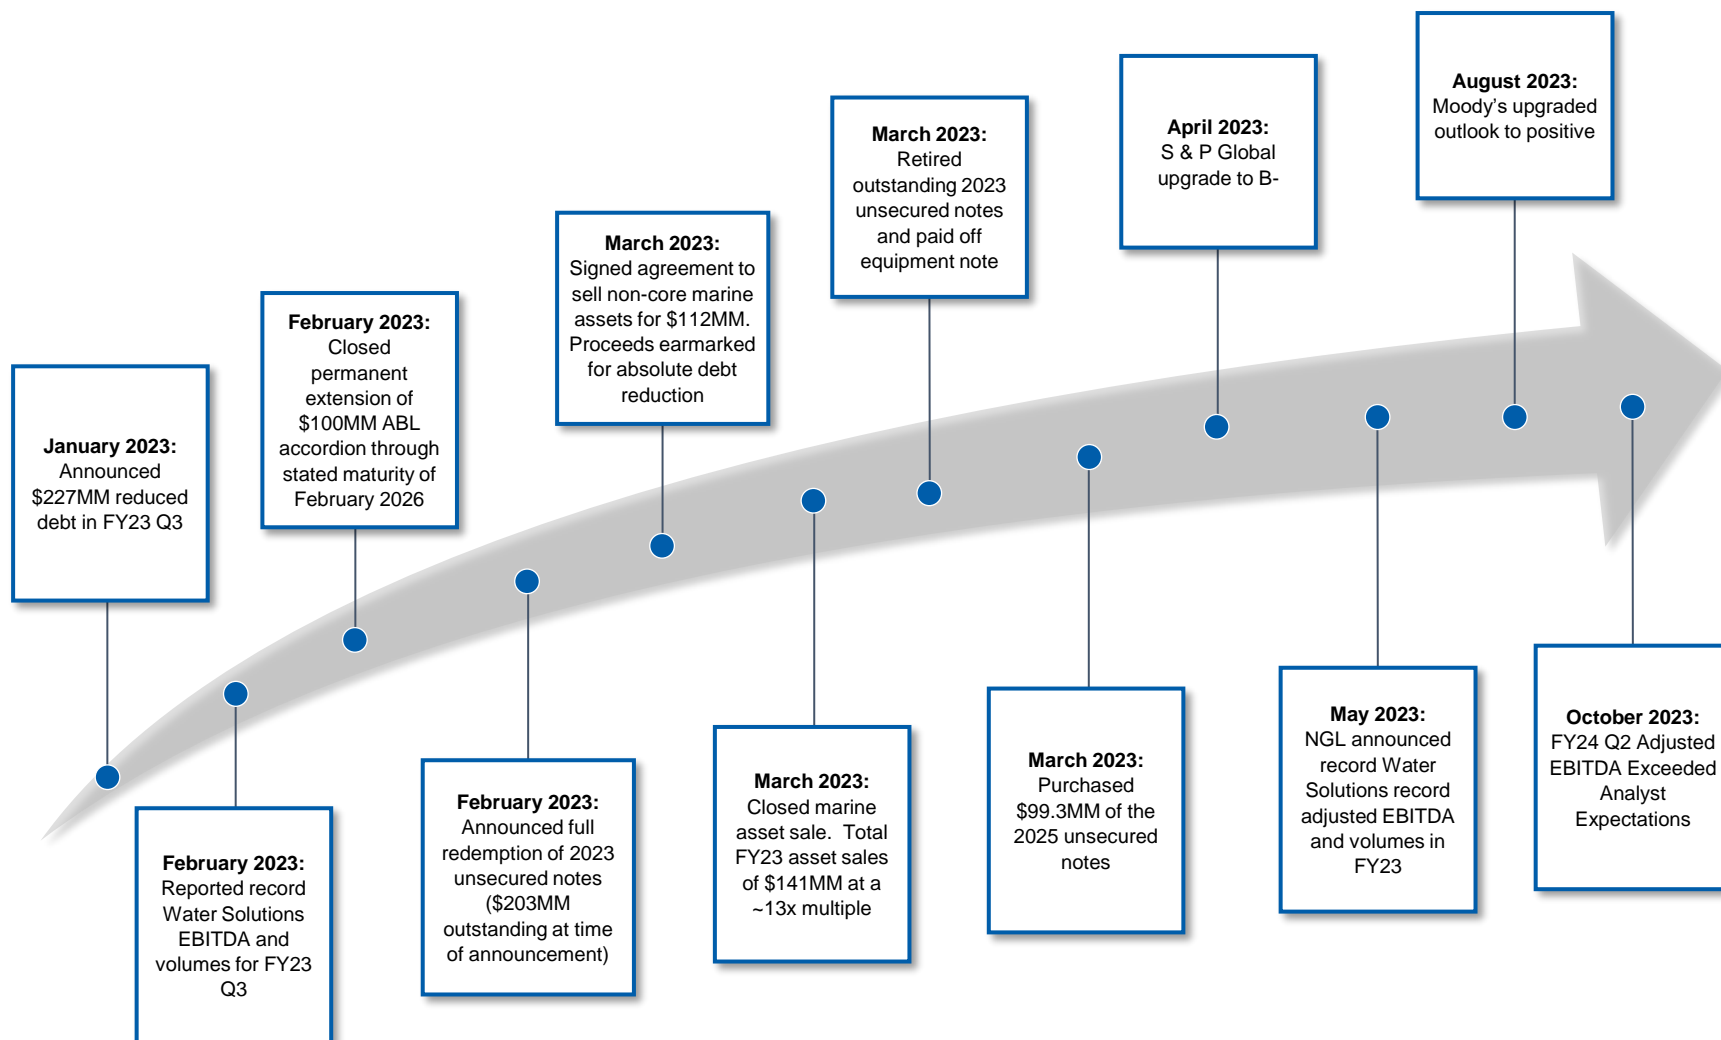 January 2023:
Announced
$227MM reduced
debt in FY23 Q3
February 2023:
Reported record
Water Solutions
EBITDA and
volumes for FY23
Q3
February 2023:
Closed
permanent
extension of
$100MM ABL
accordion through
stated maturity of
February 2026
February 2023:
Announced full
redemption of 2023
unsecured notes
($203MM
outstanding at time
of announcement)
March 2023:
Signed agreement to
sell non-core marine
assets for $112MM.
Proceeds earmarked
for absolute debt
reduction
March 2023:
Closed marine
asset sale.  Total
FY23 asset sales
of $141MM at a
~13x multiple
March 2023:
Retired
outstanding 2023
unsecured notes
and paid off
equipment note
March 2023:
Purchased
$99.3MM of the
2025 unsecured
notes
April 2023:
S & P Global
upgrade to B-
May 2023:
NGL announced
record Water
Solutions record
adjusted EBITDA
and volumes in
FY23
August 2023:
Moody’s upgraded
outlook to positive
October 2023:
FY24 Q2 Adjusted
EBITDA Exceeded
Analyst
Expectations